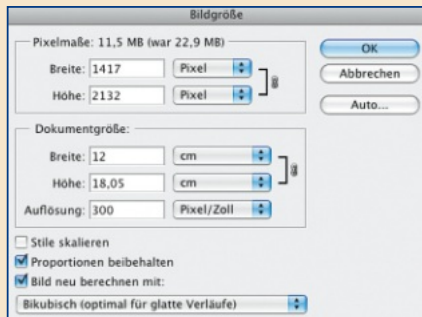 Bildgröße
Pixelmaße: 11,5 MB (war 22,9 MB)
Breite: 1417 Pixel
Höhe: 2132 Pixel
OK
Abbrechen
Auto...
Dokumentgröße:
Breite: 12 cm
Höhe: 18,05 cm
Auflösung: 300 Pixel/Zoll
Stile skalieren
Proportionen beibehalten
Bild neu berechnen mit:
Bikubisch (optimal für glatte Verläufe)